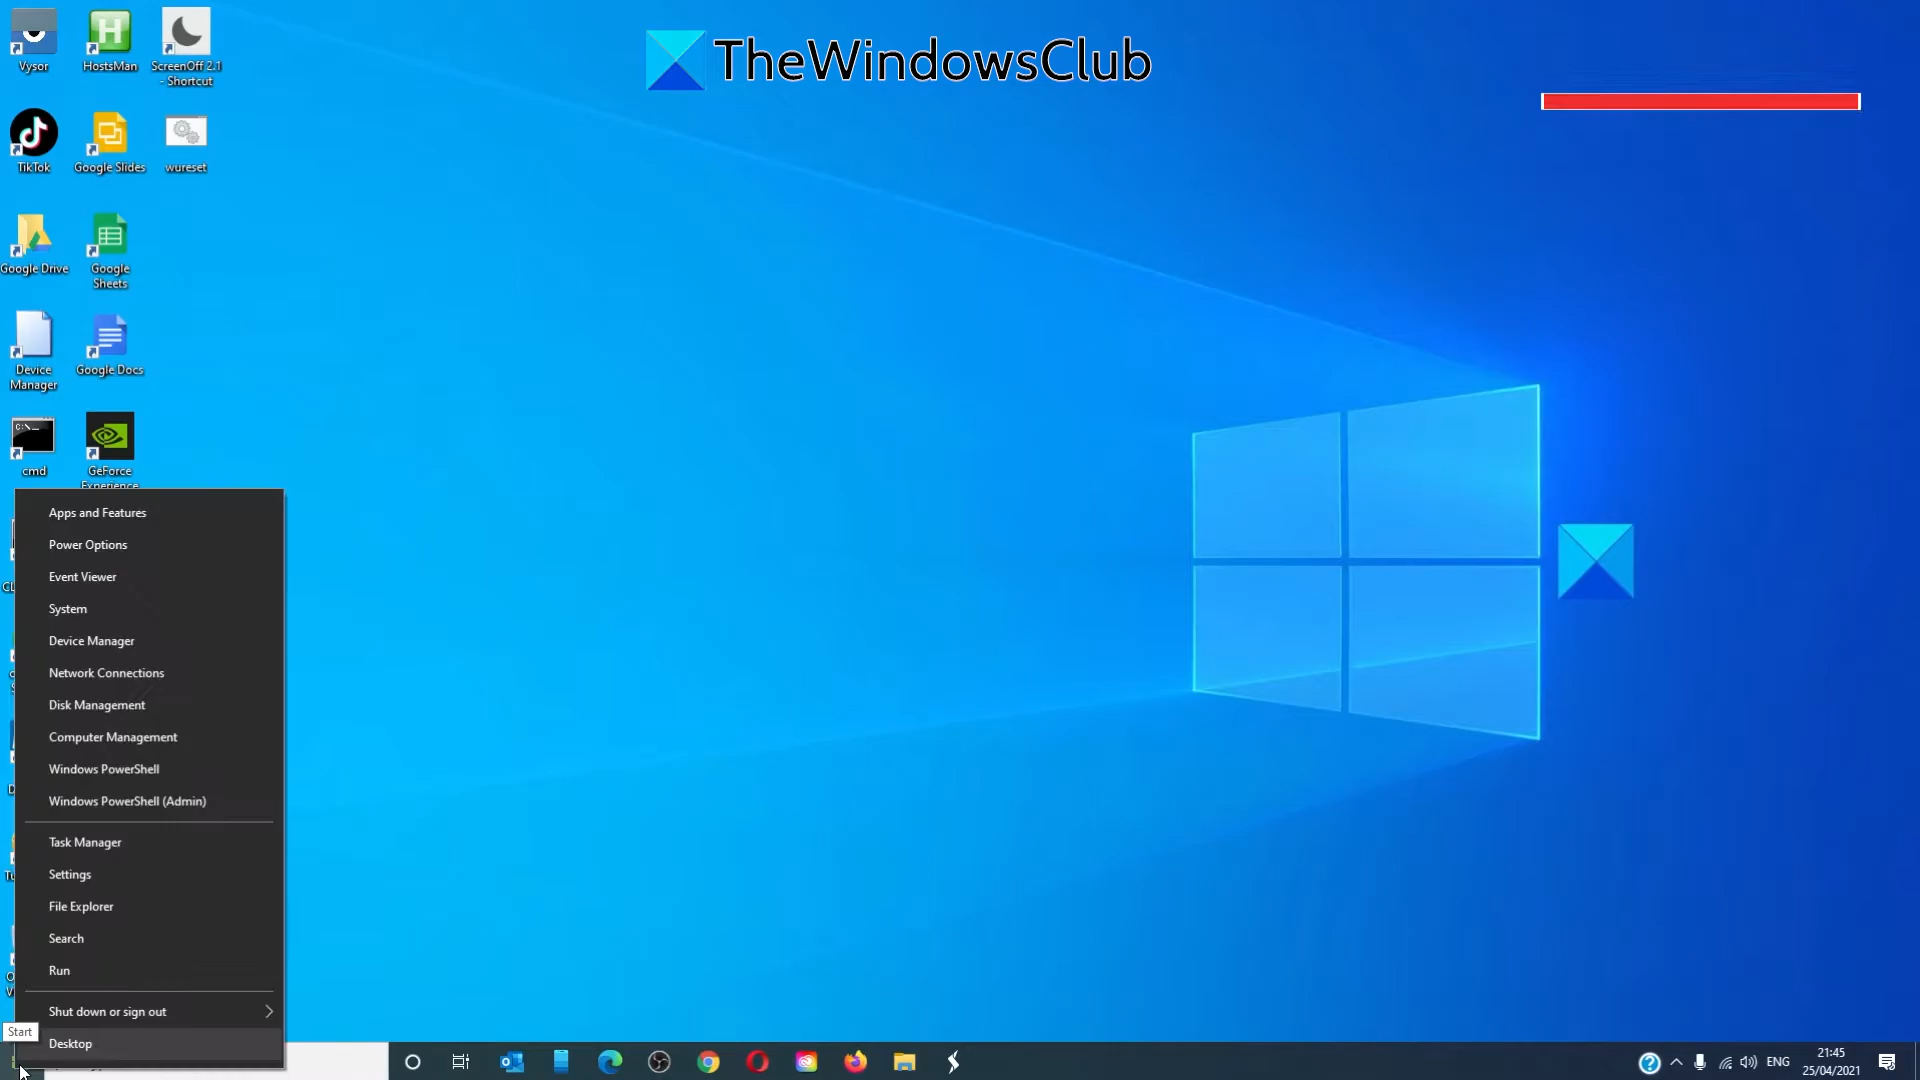 TheWindowsClub
Vysor
HostsMan
ScreenOff 2.1
- Shortcut
TikTok
Google Slides
wureset
Google Drive
Google
Sheets
Device
Manager
Google Docs
C:\
cmd
GeForce
Experience
Apps and Features
Power Options
Event Viewer
System
Device Manager
Network Connections
Disk Management
Computer Management
Windows PowerShell
Windows PowerShell (Admin)
Task Manager
Settings
File Explorer
Search
Run
Shut down or sign out
Desktop
Start
ENG
21:45
25/04/2021